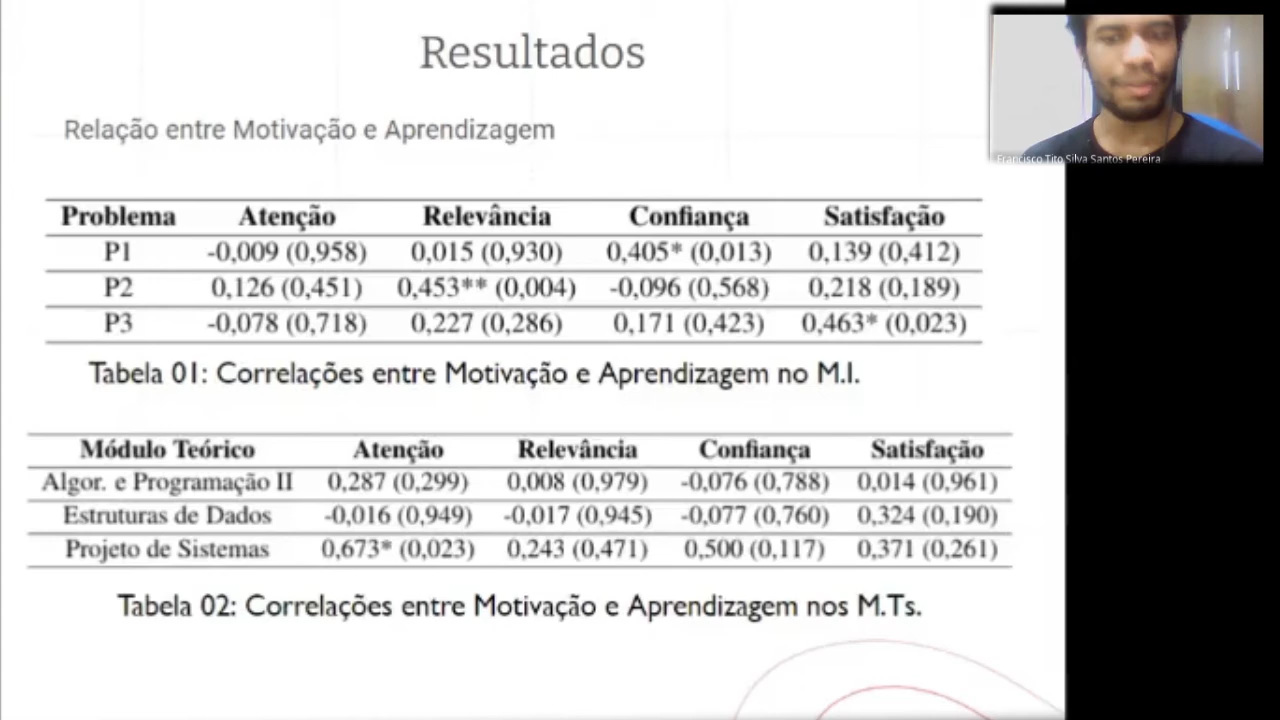 Resultados
Francisco Tito Silva Santos Pereira
Relação entre Motivação e Aprendizagem
Problema Atenção Relevância Confiança Satisfação
P1 -0,009 (0,958) 0,015 (0,930) 0,405* (0,013) 0,139 (0,412)
P2 0,126 (0,451) 0,453** (0,004) -0,096 (0,568) 0,218 (0,189)
P3 -0,078 (0,718) 0,227 (0,286) 0,171 (0,423) 0,463* (0,023)
Tabela 01: Correlações entre Motivação e Aprendizagem no M.I.
Módulo Teórico Atenção Relevância Confiança Satisfação
Algor. e Programação II 0,287 (0,299) 0,008 (0,979) -0,076 (0,788) 0,014 (0,961)
Estruturas de Dados -0,016 (0,949) -0,017 (0,945) -0,077 (0,760) 0,324 (0,190)
Projeto de Sistemas 0,673* (0,023) 0,243 (0,471) 0,500 (0,117) 0,371 (0,261)
Tabela 02: Correlações entre Motivação e Aprendizagem nos M.Ts.